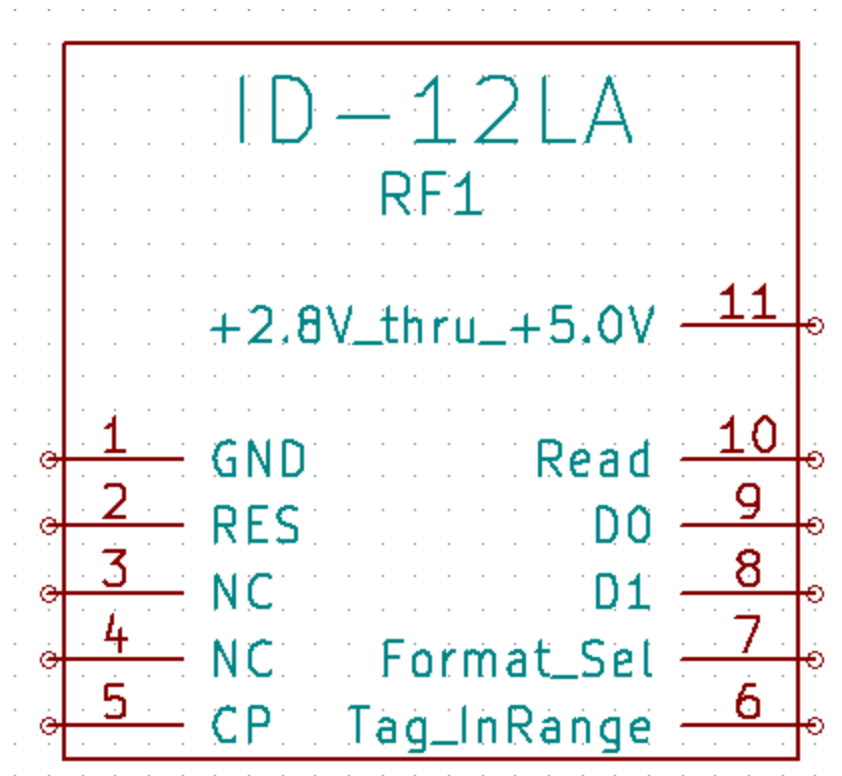 ID-12LA
RF1
+2.8V_thru_+5.0V 11
1 GND Read 10
2 RES D0 9
3 NC D1 8
4 NC Format_Sel 7
5 CP Tag_InRange 6